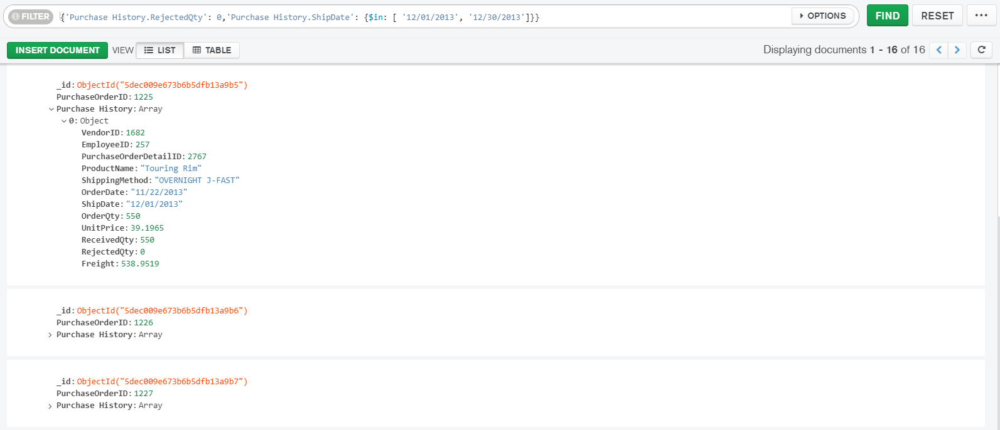 FILTER {'Purchase History.RejectedQty': 0,'Purchase History.ShipDate': {$in: [ '12/01/2013', '12/30/2013']}} OPTIONS FIND RESET ...
INSERT DOCUMENT VIEW LIST TABLE Displaying documents 1 - 16 of 16
_id: ObjectId("5dec009e673b6b5dfb13a9b5")
PurchaseOrderID: 1225
Purchase History: Array
0: Object
VendorID: 1682
EmployeeID: 257
PurchaseOrderDetailID: 2767
ProductName: "Touring Rim"
ShippingMethod: "OVERNIGHT J-FAST"
OrderDate: "11/22/2013"
ShipDate: "12/01/2013"
OrderQty: 550
UnitPrice: 39.1965
ReceivedQty: 550
RejectedQty: 0
Freight: 538.9519
_id: ObjectId("5dec009e673b6b5dfb13a9b6")
PurchaseOrderID: 1226
Purchase History: Array
_id: ObjectId("5dec009e673b6b5dfb13a9b7")
PurchaseOrderID: 1227
Purchase History: Array